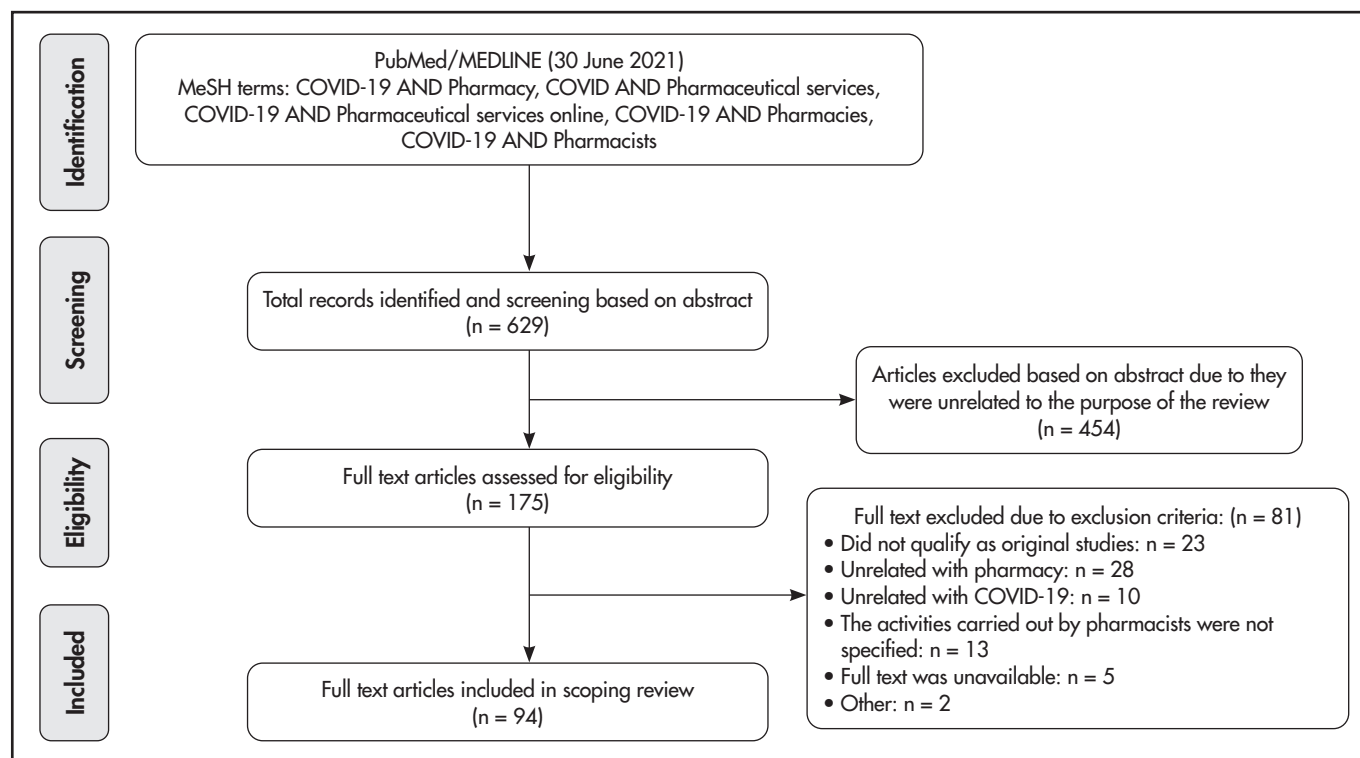 Identification
PubMed/MEDLINE (30 June 2021)
MeSH terms: COVID-19 AND Pharmacy, COVID AND Pharmaceutical services,
COVID-19 AND Pharmaceutical services online, COVID-19 AND Pharmacies,
COVID-19 AND Pharmacists
Screening
Total records identified and screening based on abstract
(n = 629)
Articles excluded based on abstract due to they
were unrelated to the purpose of the review
(n = 454)
Eligibility
Full text articles assessed for eligibility
(n = 175)
Full text excluded due to exclusion criteria: (n = 81)
• Did not qualify as original studies: n = 23
• Unrelated with pharmacy: n = 28
• Unrelated with COVID-19: n = 10
• The activities carried out by pharmacists were not
specified: n = 13
• Full text was unavailable: n = 5
• Other: n = 2
Included
Full text articles included in scoping review
(n = 94)